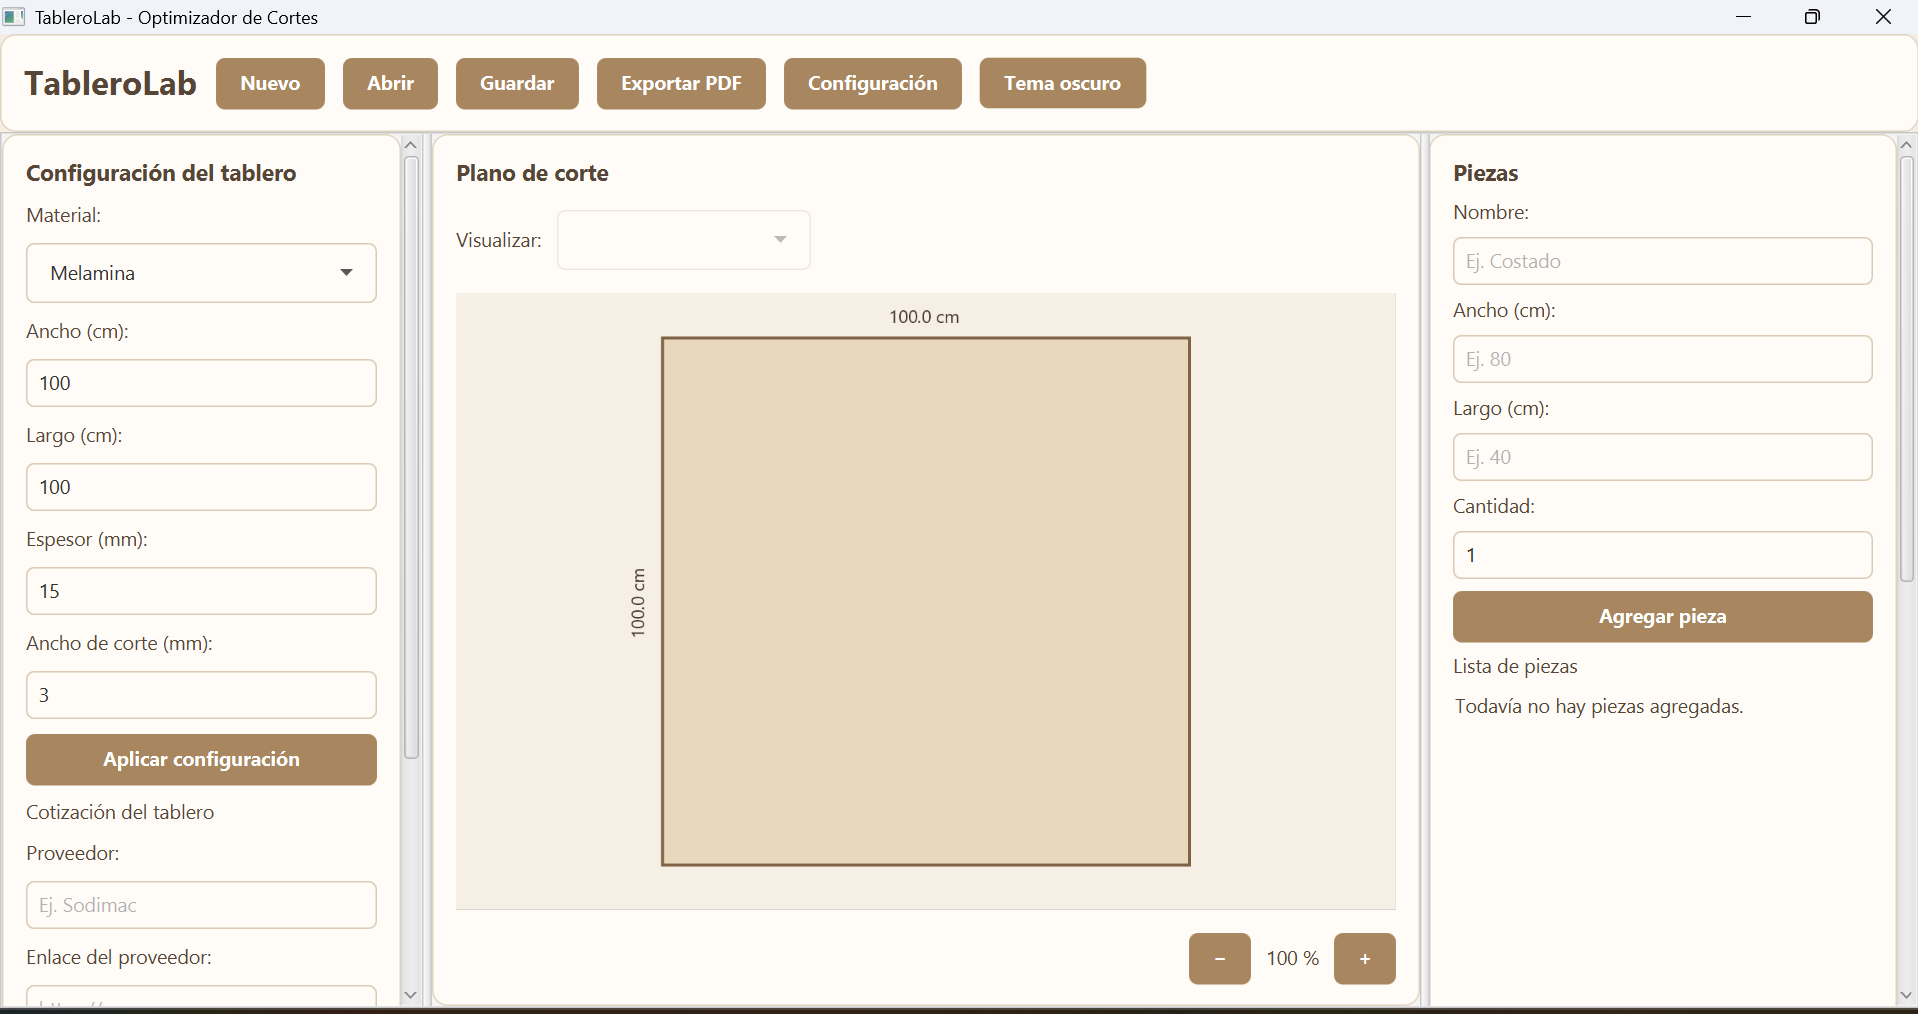 TableroLab - Optimizador de Cortes
TableroLab
Nuevo
Abrir
Guardar
Exportar PDF
Configuración
Tema oscuro
Configuración del tablero
Material:
Melamina
Ancho (cm):
100
Largo (cm):
100
Espesor (mm):
15
Ancho de corte (mm):
3
Aplicar configuración
Cotización del tablero
Proveedor:
Ej. Sodimac
Enlace del proveedor:
Plano de corte
Visualizar:
100.0 cm
100.0 cm
− 100 % +
Piezas
Nombre:
Ej. Costado
Ancho (cm):
Ej. 80
Largo (cm):
Ej. 40
Cantidad:
1
Agregar pieza
Lista de piezas
Todavía no hay piezas agregadas.